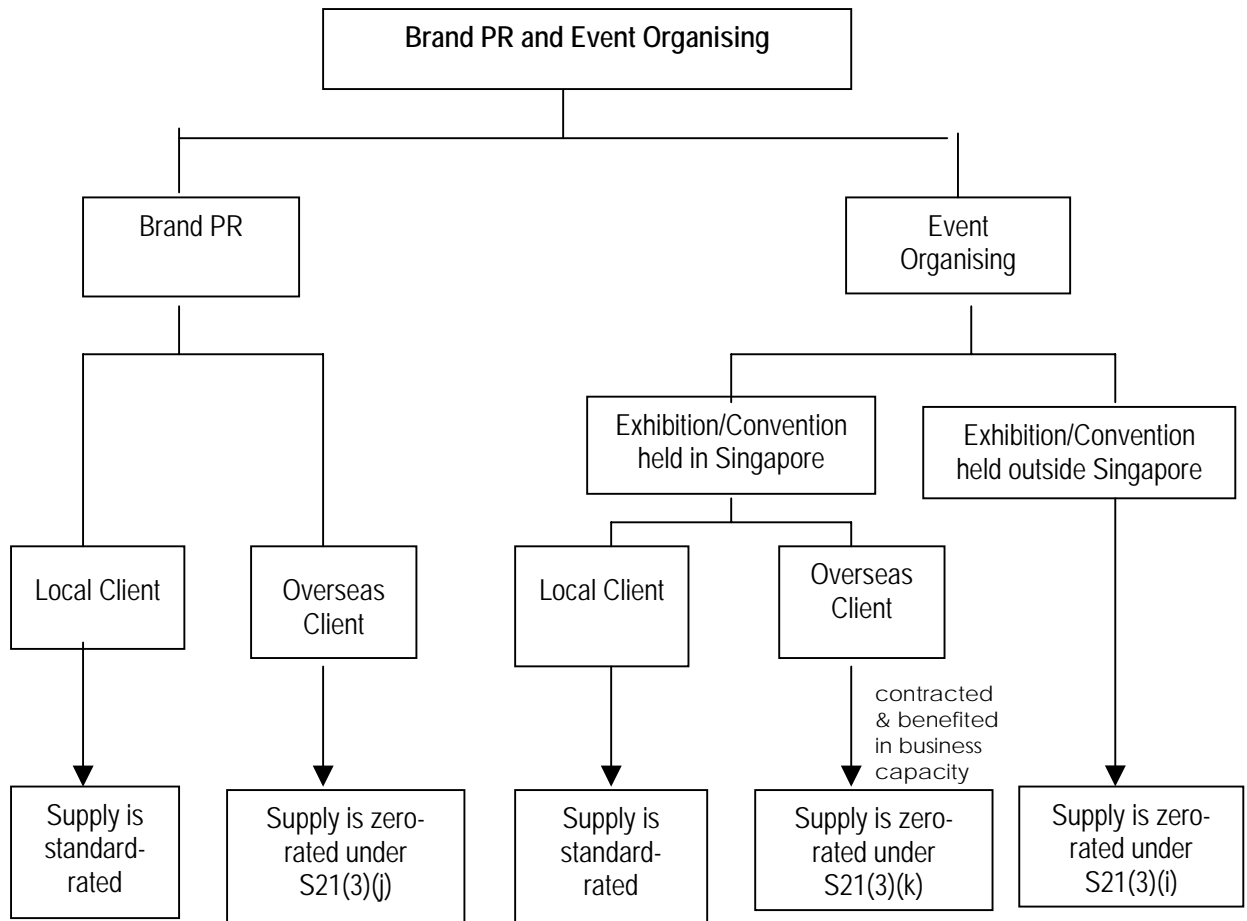 Brand PR and Event Organising
Brand PR
Event
Organising
Exhibition/Convention
held in Singapore
Exhibition/Convention
held outside Singapore
Local Client
Overseas
Client
Local Client
Overseas
Client
contracted
& benefited
in business
capacity
Supply is
standard-
rated
Supply is zero-
rated under
S21(3)(j)
Supply is
standard-
rated
Supply is zero-
rated under
S21(3)(k)
Supply is zero-
rated under
S21(3)(i)